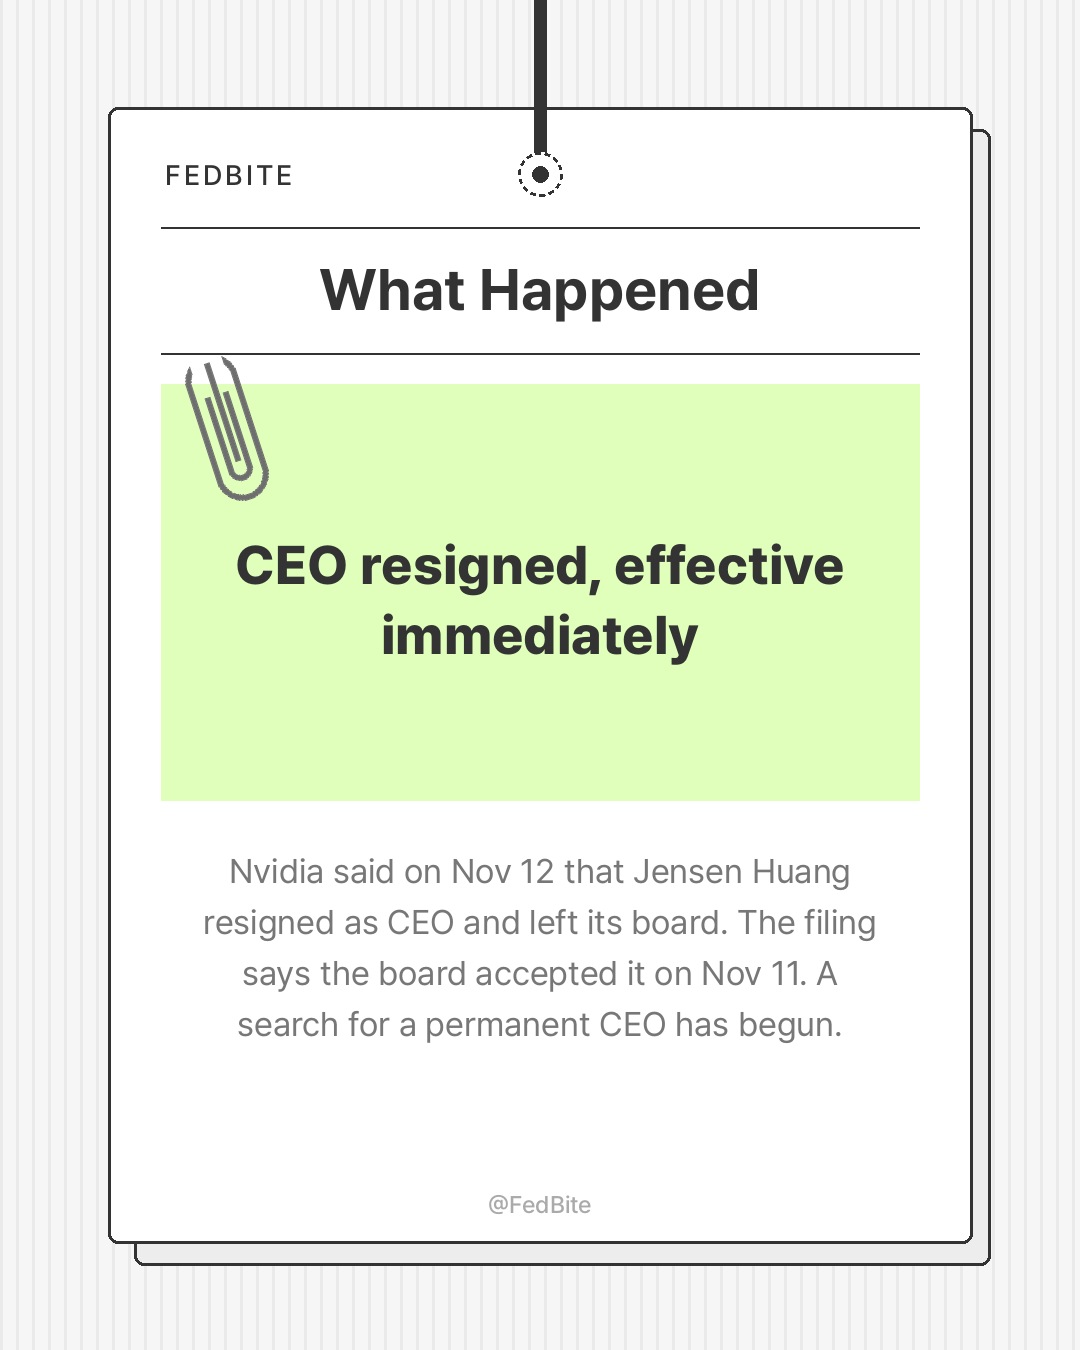 FEDBITE
What Happened
CEO resigned, effective
immediately
Nvidia said on Nov 12 that Jensen Huang
resigned as CEO and left its board. The filing
says the board accepted it on Nov 11. A
search for a permanent CEO has begun.
@FedBite